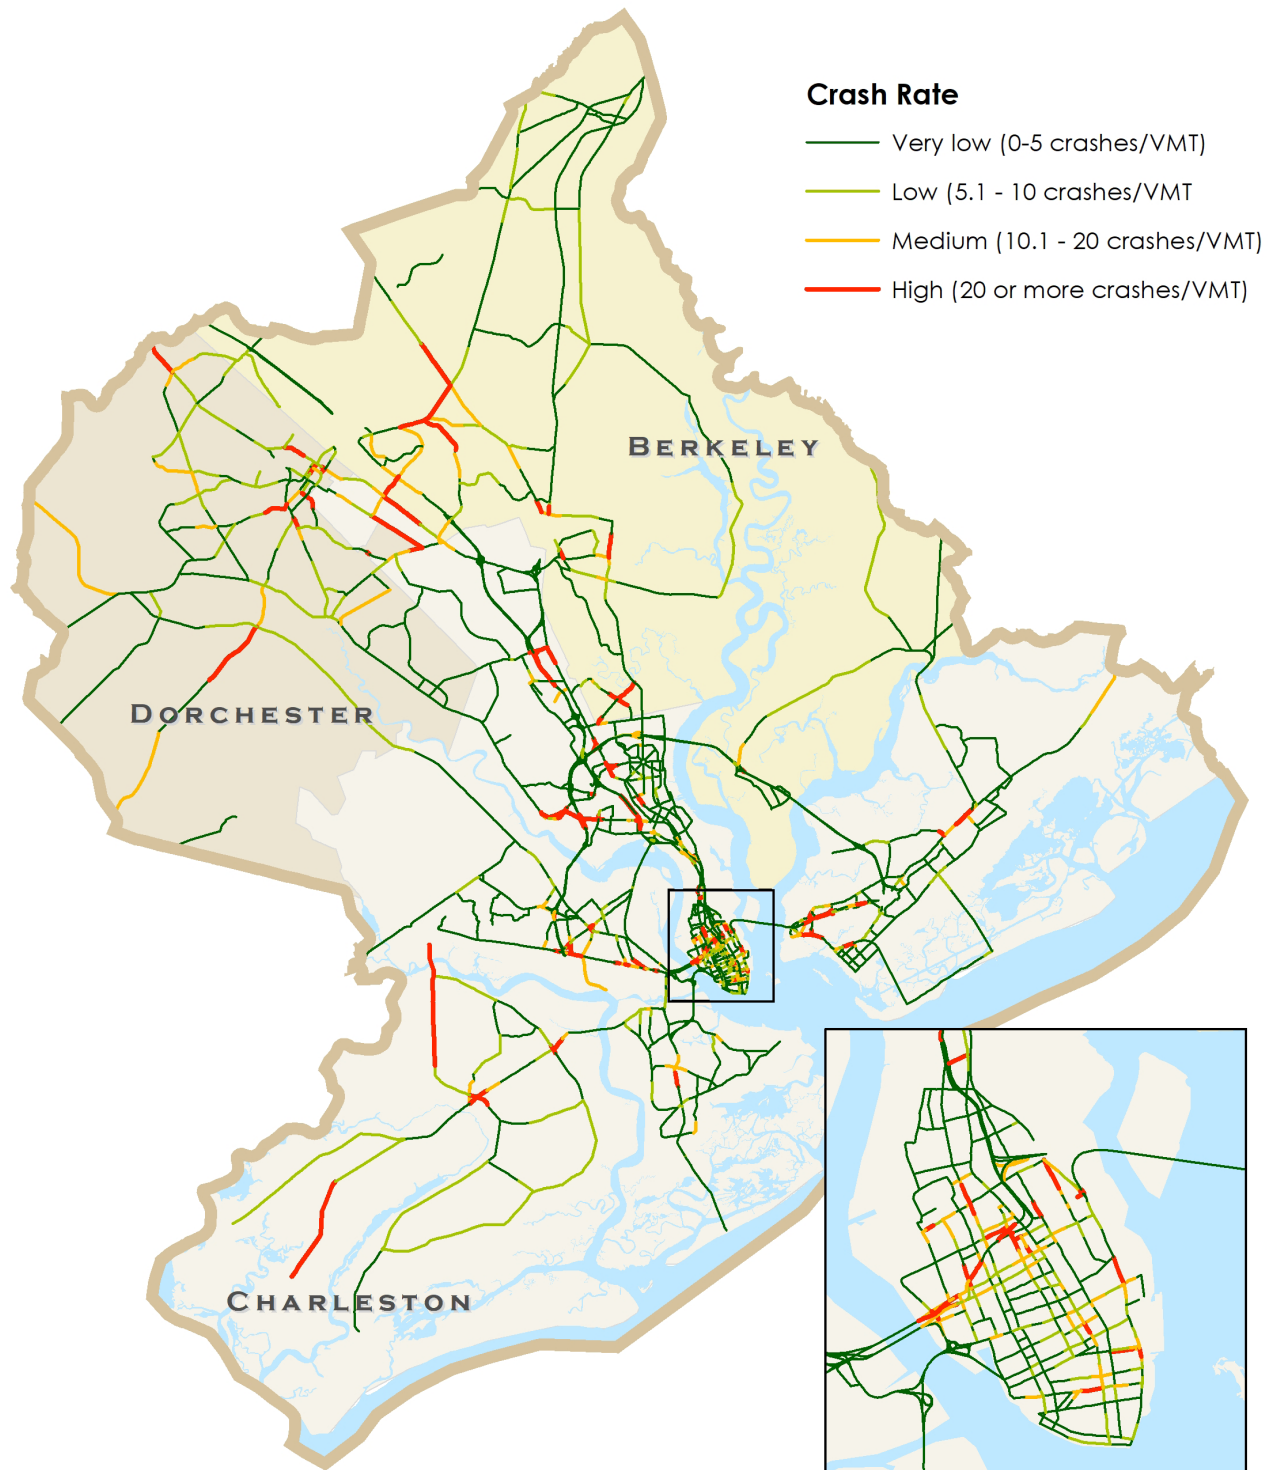 Crash Rate
Very low (0-5 crashes/VMT)
Low (5.1 - 10 crashes/VMT
Medium (10.1 - 20 crashes/VMT)
High (20 or more crashes/VMT)
BERKELEY
DORCHESTER
CHARLESTON